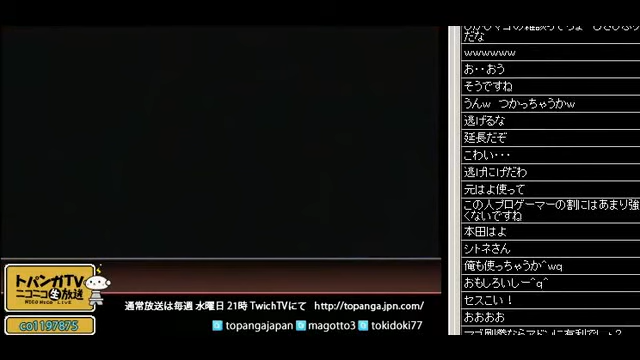 だな
wwwwww
お・・おう
そうですね
うんw つかっちゃうかw
逃げるな
延長だぞ
こわい・・・
逃げにげだわ
元はよ使って
この人プロゲーマーの割にはあまり強
くないですね
本田はよ
シトネさん
俺も使っちゃうか^wq
おもしろいしー^q^
セスこい！
おおおお
トパンガTV
ニコニコ生放送
NICO NICO LIVE
co1197875
通常放送は毎週 水曜日 21時 TwichTVにて http://topanga.jpn.com/
topangajapan
magotto3
tokidoki77